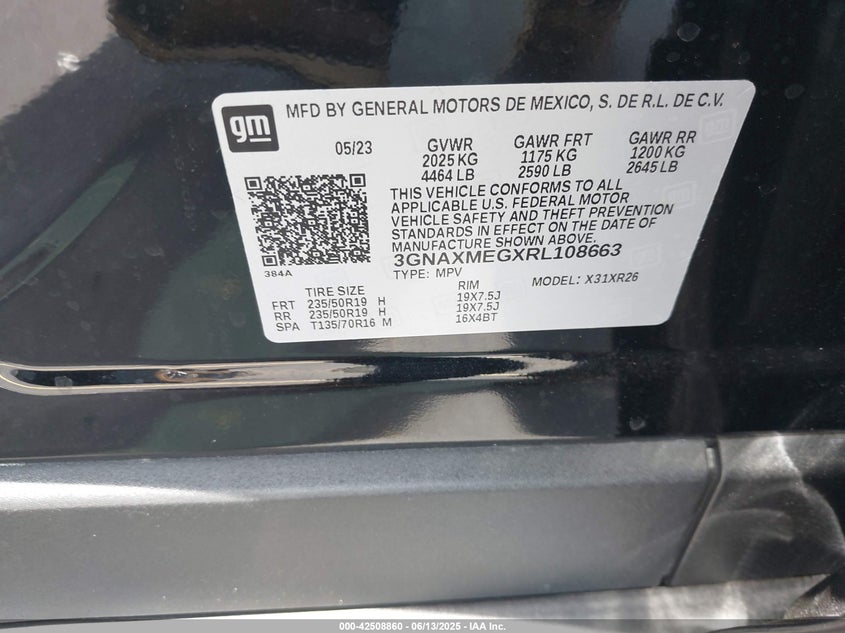 gm
MFD BY GENERAL MOTORS DE MEXICO, S. DE R.L. DE C.V.
05/23 GVWR GAWR FRT GAWR RR
2025 KG 1175 KG 1200 KG
4464 LB 2590 LB 2645 LB
THIS VEHICLE CONFORMS TO ALL
APPLICABLE U.S. FEDERAL MOTOR
VEHICLE SAFETY AND THEFT PREVENTION
STANDARDS IN EFFECT ON THE DATE OF
MANUFACTURE SHOWN ABOVE.
3GNAXMEGXRL108663
384A
TYPE: MPV MODEL: X31XR26
TIRE SIZE RIM
FRT 235/50R19 H 19X7.5J
RR 235/50R19 H 19X7.5J
SPA T135/70R16 M 16X4BT
000-42508860 - 06/13/2025 - IAA Inc.